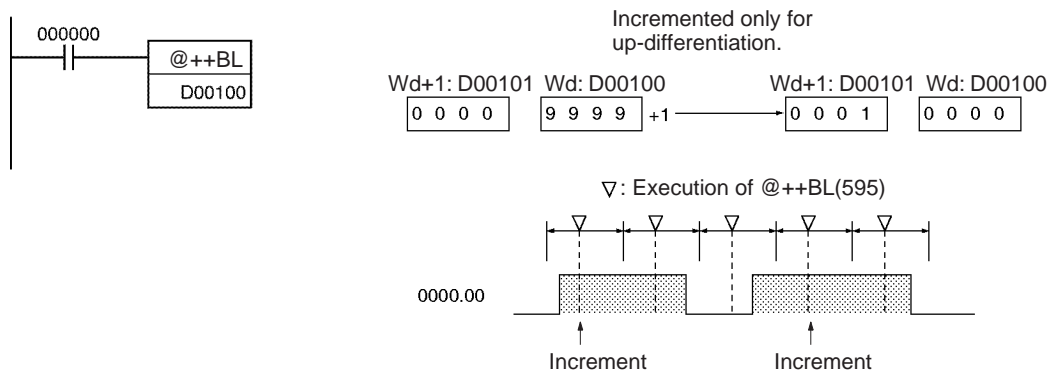 000000
@++BL
D00100
Incremented only for
up-differentiation.
Wd+1: D00101 Wd: D00100 Wd+1: D00101 Wd: D00100
0 0 0 0 9 9 9 9 +1 0 0 0 1 0 0 0 0
▽: Execution of @++BL(595)
0000.00
Increment Increment